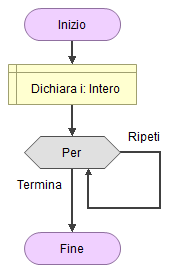 Inizio
Dichiara i: Intero
Per
Ripeti
Termina
Fine